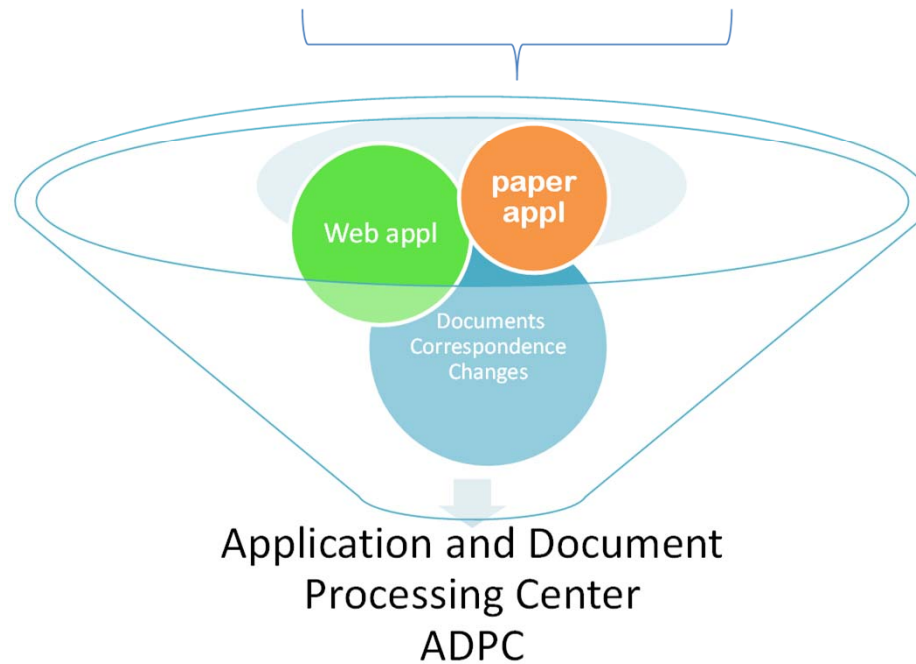 paper
appl
Web appl
Documents
Correspondence
Changes
Application and Document
Processing Center
ADPC